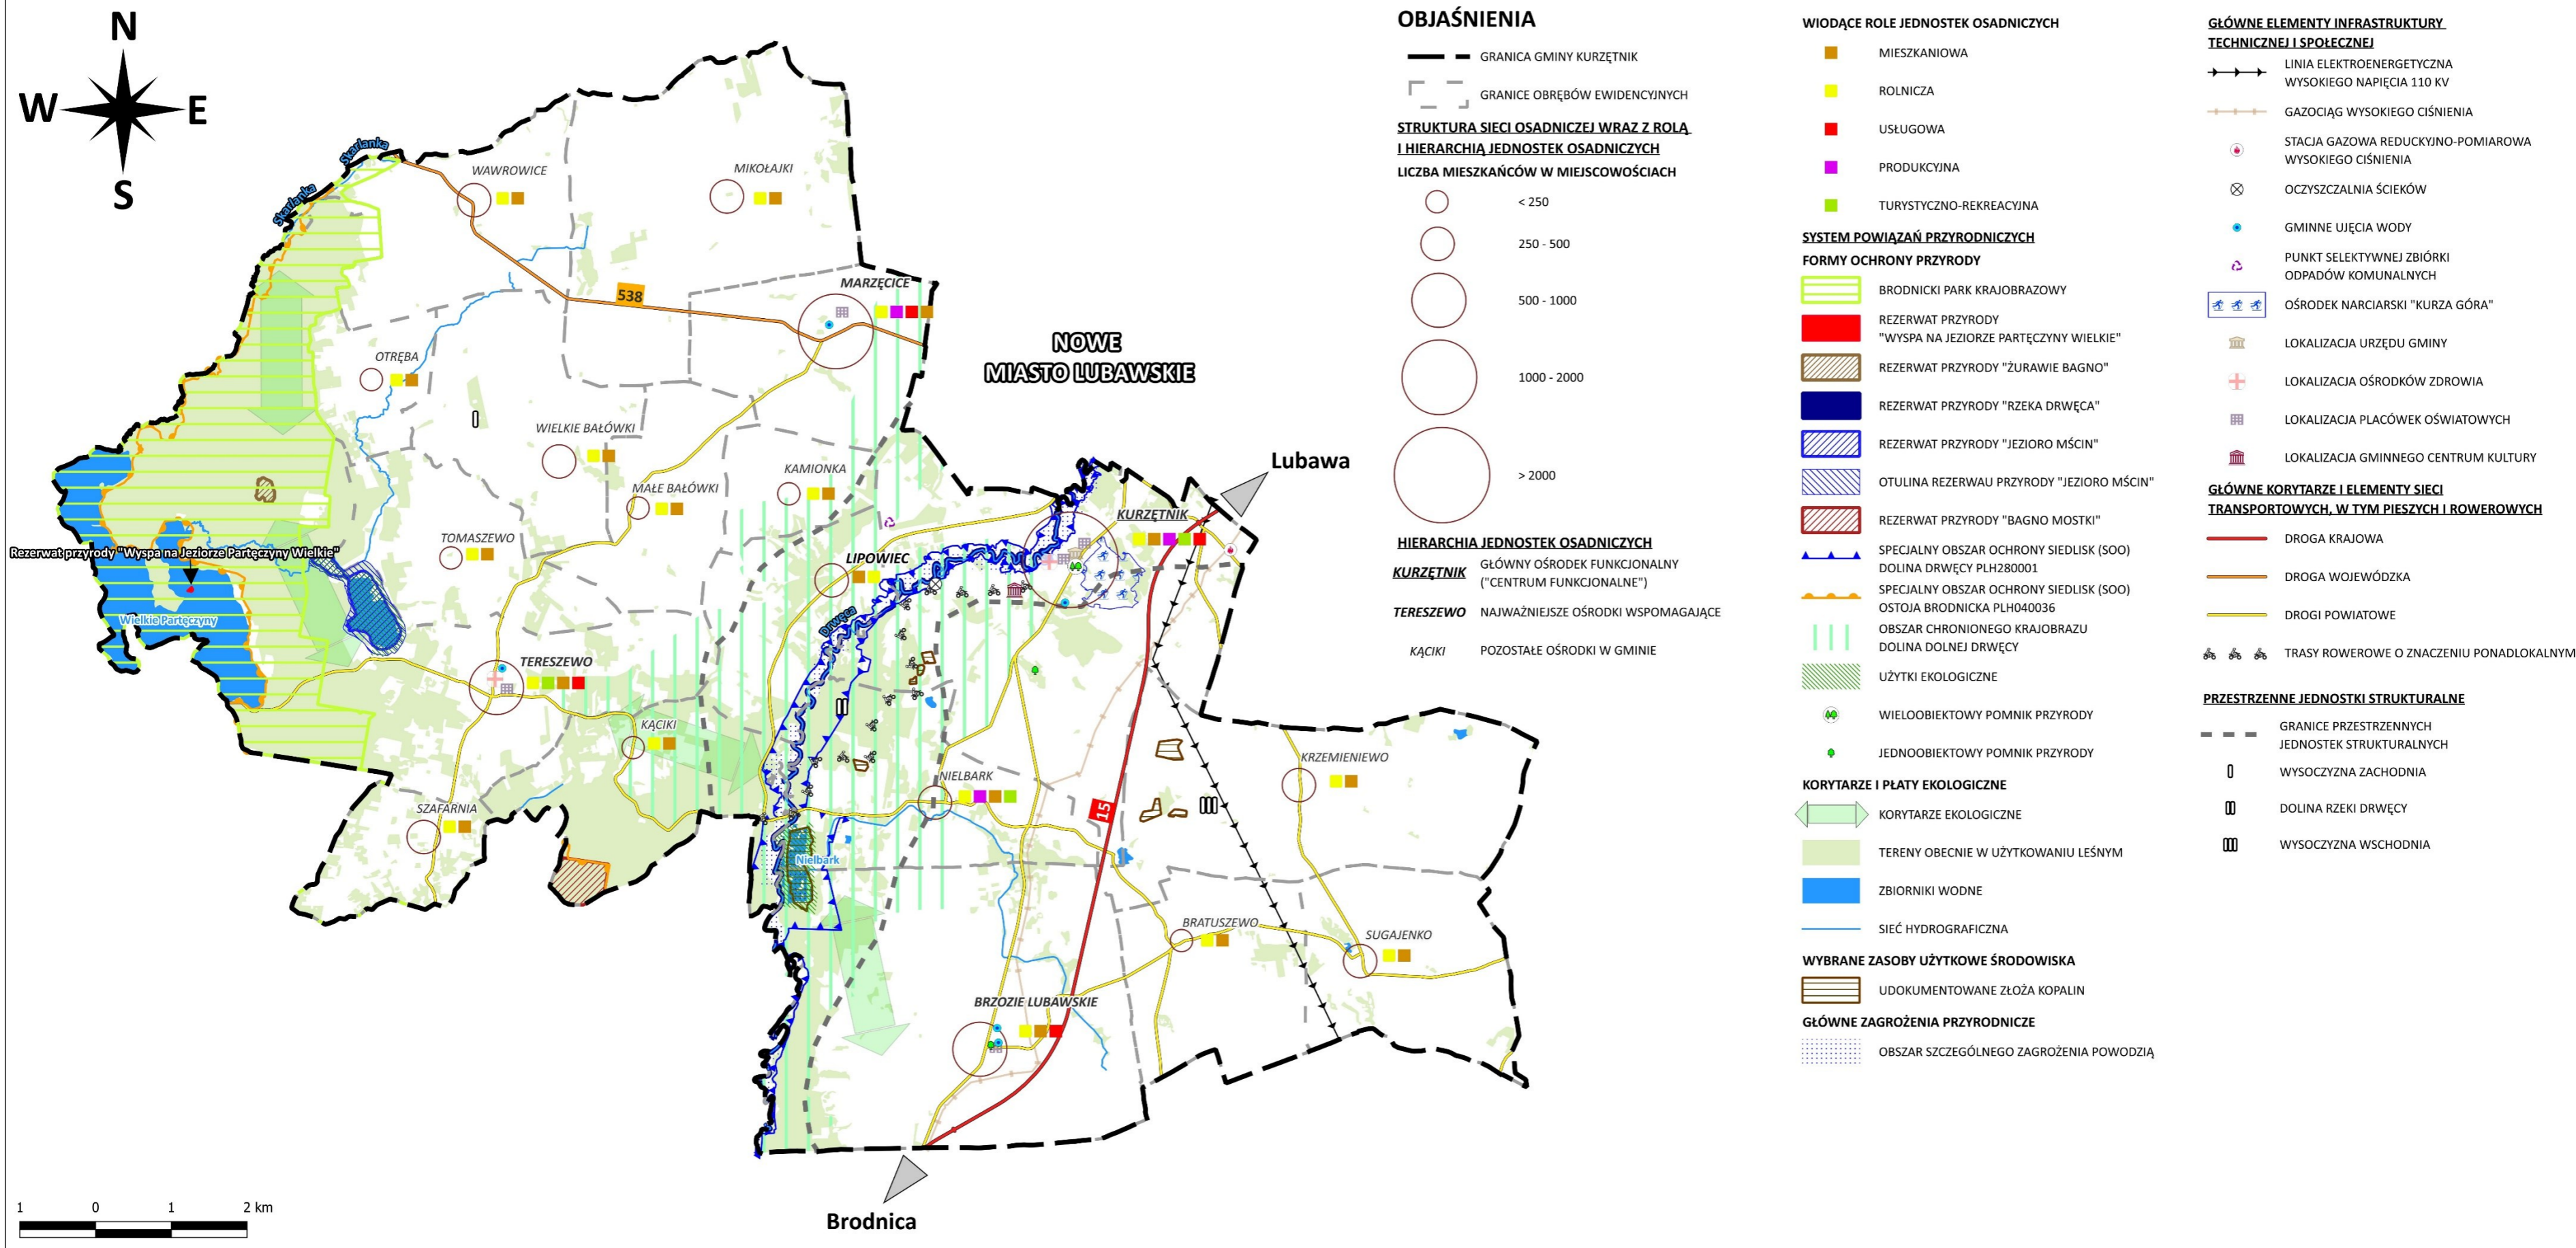 N
W
E
S
Skarlanka
Skarlanka
WAWROWICE
MIKOŁAJKI
538
MARZĘCICE
NOWE
MIASTO LUBAWSKIE
OTRĘBA
WIELKIE BAŁÓWKI
KAMIONKA
MAŁE BAŁÓWKI
Lubawa
KURZĘTNIK
TOMASZEWO
Rezerwat przyrody "Wyspa na Jeziorze Partęczyny Wielkie"
LIPOWIEC
Drwęca
Wielkie Partęczyny
TERESZEWO
KĄCIKI
NIELBARK
KRZEMIENIEWO
15
SZAFARNIA
Nielbark
BRATUSZEWO
SUGAJENKO
BRZOZIE LUBAWSKIE
Brodnica
1 0 1 2 km
OBJAŚNIENIA
GRANICA GMINY KURZĘTNIK
GRANICE OBRĘBÓW EWIDENCYJNYCH
STRUKTURA SIECI OSADNICZEJ WRAZ Z ROLĄ
I HIERARCHIĄ JEDNOSTEK OSADNICZYCH
LICZBA MIESZKAŃCÓW W MIEJSCOWOŚCIACH
< 250
250 - 500
500 - 1000
1000 - 2000
> 2000
HIERARCHIA JEDNOSTEK OSADNICZYCH
KURZĘTNIK
GŁÓWNY OŚRODEK FUNKCJONALNY
("CENTRUM FUNKCJONALNE")
TERESZEWO
NAJWAŻNIEJSZE OŚRODKI WSPOMAGAJĄCE
KĄCIKI
POZOSTAŁE OŚRODKI W GMINIE
WIODĄCE ROLE JEDNOSTEK OSADNICZYCH
MIESZKANIOWA
ROLNICZA
USŁUGOWA
PRODUKCYJNA
TURYSTYCZNO-REKREACYJNA
SYSTEM POWIĄZAŃ PRZYRODNICZYCH
FORMY OCHRONY PRZYRODY
BRODNICKI PARK KRAJOBRAZOWY
REZERWAT PRZYRODY
"WYSPA NA JEZIORZE PARTĘCZYNY WIELKIE"
REZERWAT PRZYRODY "ŻURAWIE BAGNO"
REZERWAT PRZYRODY "RZEKA DRWĘCA"
REZERWAT PRZYRODY "JEZIORO MŚCIN"
OTULINA REZERWAU PRZYRODY "JEZIORO MŚCIN"
REZERWAT PRZYRODY "BAGNO MOSTKI"
SPECJALNY OBSZAR OCHRONY SIEDLISK (SOO)
DOLINA DRWĘCY PLH280001
SPECJALNY OBSZAR OCHRONY SIEDLISK (SOO)
OSTOJA BRODNICKA PLH040036
OBSZAR CHRONIONEGO KRAJOBRAZU
DOLINA DOLNEJ DRWĘCY
UŻYTKI EKOLOGICZNE
WIELOOBIEKTOWY POMNIK PRZYRODY
JEDNOOBIEKTOWY POMNIK PRZYRODY
KORYTARZE I PŁATY EKOLOGICZNE
KORYTARZE EKOLOGICZNE
TERENY OBECNIE W UŻYTKOWANIU LEŚNYM
ZBIORNIKI WODNE
SIEĆ HYDROGRAFICZNA
WYBRANE ZASOBY UŻYTKOWE ŚRODOWISKA
UDOKUMENTOWANE ZŁOŻA KOPALIN
GŁÓWNE ZAGROŻENIA PRZYRODNICZE
OBSZAR SZCZEGÓLNEGO ZAGROŻENIA POWODZIĄ
GŁÓWNE ELEMENTY INFRASTRUKTURY
TECHNICZNEJ I SPOŁECZNEJ
LINIA ELEKTROENERGETYCZNA
WYSOKIEGO NAPIĘCIA 110 KV
GAZOCIĄG WYSOKIEGO CIŚNIENIA
STACJA GAZOWA REDUCKYJNO-POMIAROWA
WYSOKIEGO CIŚNIENIA
OCZYSZCZALNIA ŚCIEKÓW
GMINNE UJĘCIA WODY
PUNKT SELEKTYWNEJ ZBIÓRKI
ODPADÓW KOMUNALNYCH
OŚRODEK NARCIARSKI "KURZA GÓRA"
LOKALIZACJA URZĘDU GMINY
LOKALIZACJA OŚRODKÓW ZDROWIA
LOKALIZACJA PLACÓWEK OŚWIATOWYCH
LOKALIZACJA GMINNEGO CENTRUM KULTURY
GŁÓWNE KORYTARZE I ELEMENTY SIECI
TRANSPORTOWYCH, W TYM PIESZYCH I ROWEROWYCH
DROGA KRAJOWA
DROGA WOJEWÓDZKA
DROGI POWIATOWE
TRASY ROWEROWE O ZNACZENIU PONADLOKALNYM
PRZESTRZENNE JEDNOSTKI STRUKTURALNE
GRANICE PRZESTRZENNYCH
JEDNOSTEK STRUKTURALNYCH
WYSOCZYZNA ZACHODNIA
DOLINA RZEKI DRWĘCY
WYSOCZYZNA WSCHODNIA